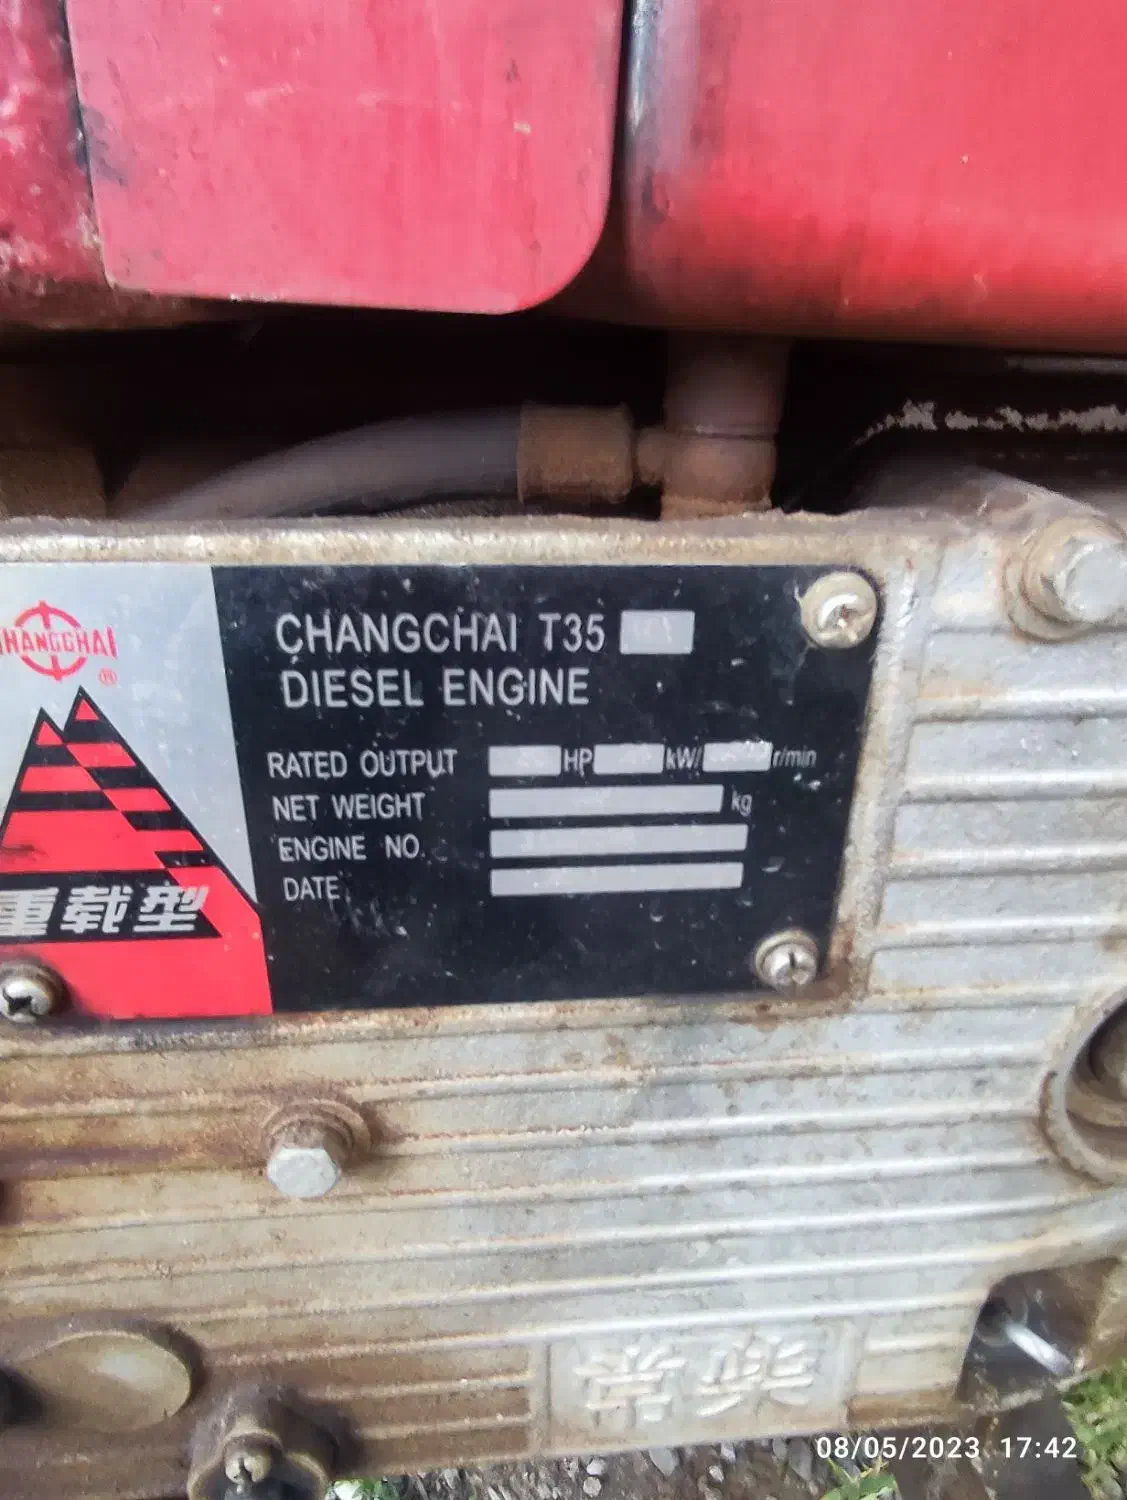 CHANGCHAI
®
重载型
CHANGCHAI T35
DIESEL ENGINE
RATED OUTPUT HP kW/ r/min
NET WEIGHT kg
ENGINE NO.
DATE
常柴
08/05/2023 17:42